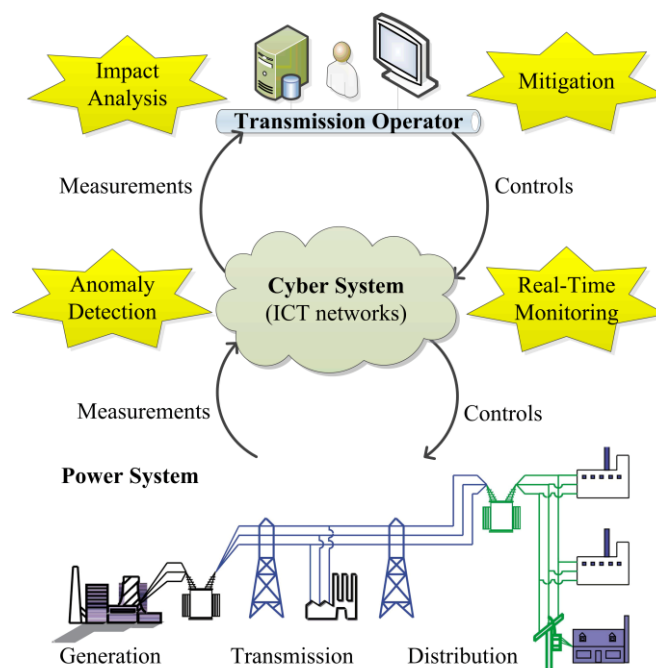 Impact
Analysis
Mitigation
Transmission Operator
Measurements
Controls
Anomaly
Detection
Cyber System
(ICT networks)
Real-Time
Monitoring
Measurements
Controls
Power System
Generation
Transmission
Distribution